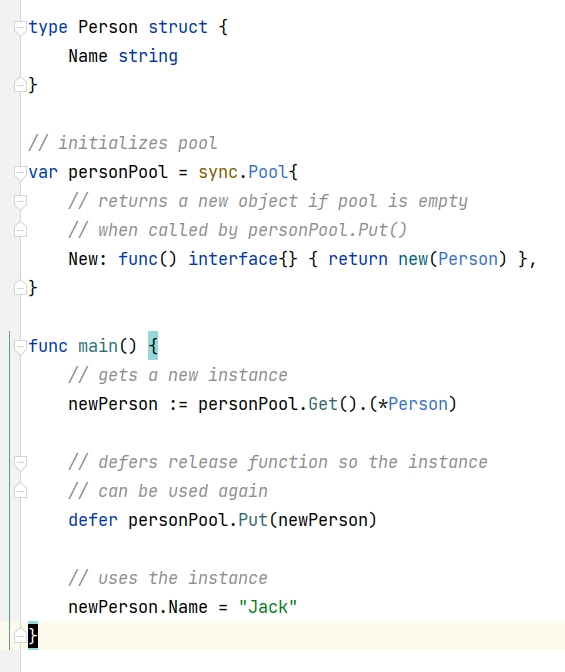 type Person struct {
    Name string
}

// initializes pool
var personPool = sync.Pool{
    // returns a new object if pool is empty
    // when called by personPool.Put()
    New: func() interface{} { return new(Person) },
}

func main() {
    // gets a new instance
    newPerson := personPool.Get().(*Person)

    // defers release function so the instance
    // can be used again
    defer personPool.Put(newPerson)

    // uses the instance
    newPerson.Name = "Jack"
}